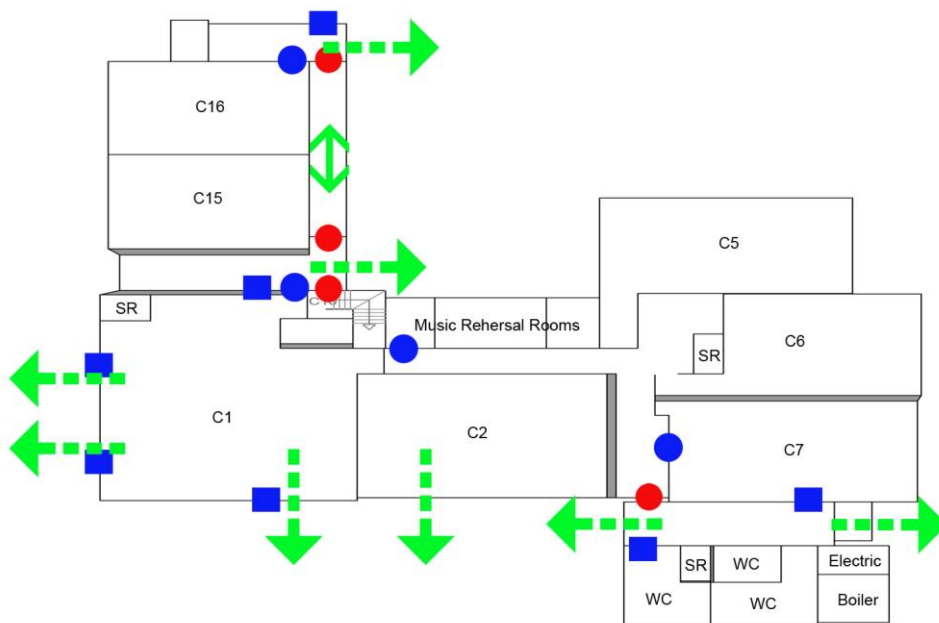 C16
C15
C5
SR
Music Rehersal Rooms
C6
SR
C1
C2
C7
SR
WC
Electric
WC
WC
Boiler